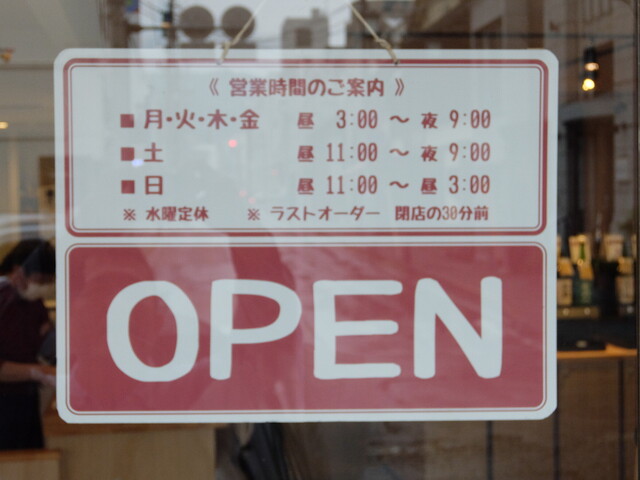 《 営業時間のご案内 》
■ 月・火・木・金 昼 3:00 ～ 夜 9:00
■ 土 昼 11:00 ～ 夜 9:00
■ 日 昼 11:00 ～ 昼 3:00
※ 水曜定休 ※ ラストオーダー 閉店の30分前
OPEN